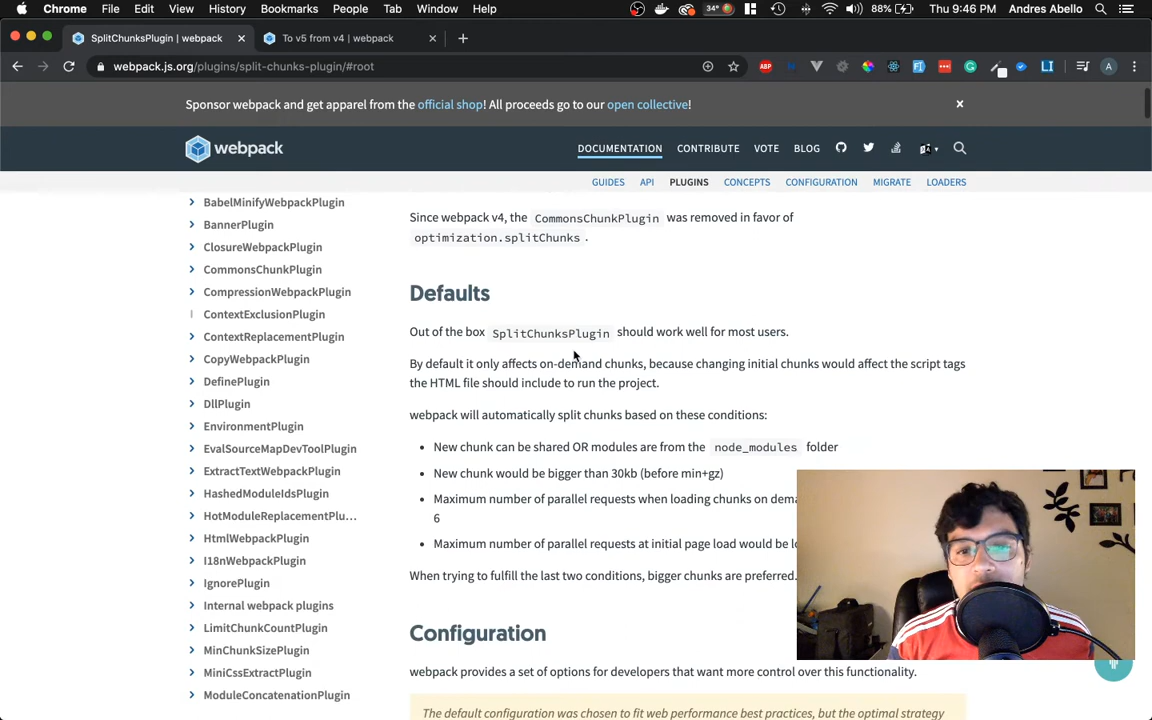 Chrome File Edit View History Bookmarks People Tab Window Help 34° 88% Thu 9:46 PM Andres Abello
SplitChunksPlugin | webpack
To v5 from v4 | webpack
webpack.js.org/plugins/split-chunks-plugin/#root
ABP
LI
A
Sponsor webpack and get apparel from the official shop! All proceeds go to our open collective!
webpack
DOCUMENTATION CONTRIBUTE VOTE BLOG
GUIDES API PLUGINS CONCEPTS CONFIGURATION MIGRATE LOADERS
BabelMinifyWebpackPlugin
BannerPlugin
ClosureWebpackPlugin
CommonsChunkPlugin
CompressionWebpackPlugin
ContextExclusionPlugin
ContextReplacementPlugin
CopyWebpackPlugin
DefinePlugin
DllPlugin
EnvironmentPlugin
EvalSourceMapDevToolPlugin
ExtractTextWebpackPlugin
HashedModuleIdsPlugin
HotModuleReplacementPlu...
HtmlWebpackPlugin
I18nWebpackPlugin
IgnorePlugin
Internal webpack plugins
LimitChunkCountPlugin
MinChunkSizePlugin
MiniCssExtractPlugin
ModuleConcatenationPlugin
Since webpack v4, the CommonsChunkPlugin was removed in favor of
optimization.splitChunks .
Defaults
Out of the box SplitChunksPlugin should work well for most users.
By default it only affects on-demand chunks, because changing initial chunks would affect the script tags
the HTML file should include to run the project.
webpack will automatically split chunks based on these conditions:
New chunk can be shared OR modules are from the node_modules folder
New chunk would be bigger than 30kb (before min+gz)
Maximum number of parallel requests when loading chunks on dema
6
Maximum number of parallel requests at initial page load would be lo
When trying to fulfill the last two conditions, bigger chunks are preferred.
Configuration
webpack provides a set of options for developers that want more control over this functionality.
The default configuration was chosen to fit web performance best practices, but the optimal strategy